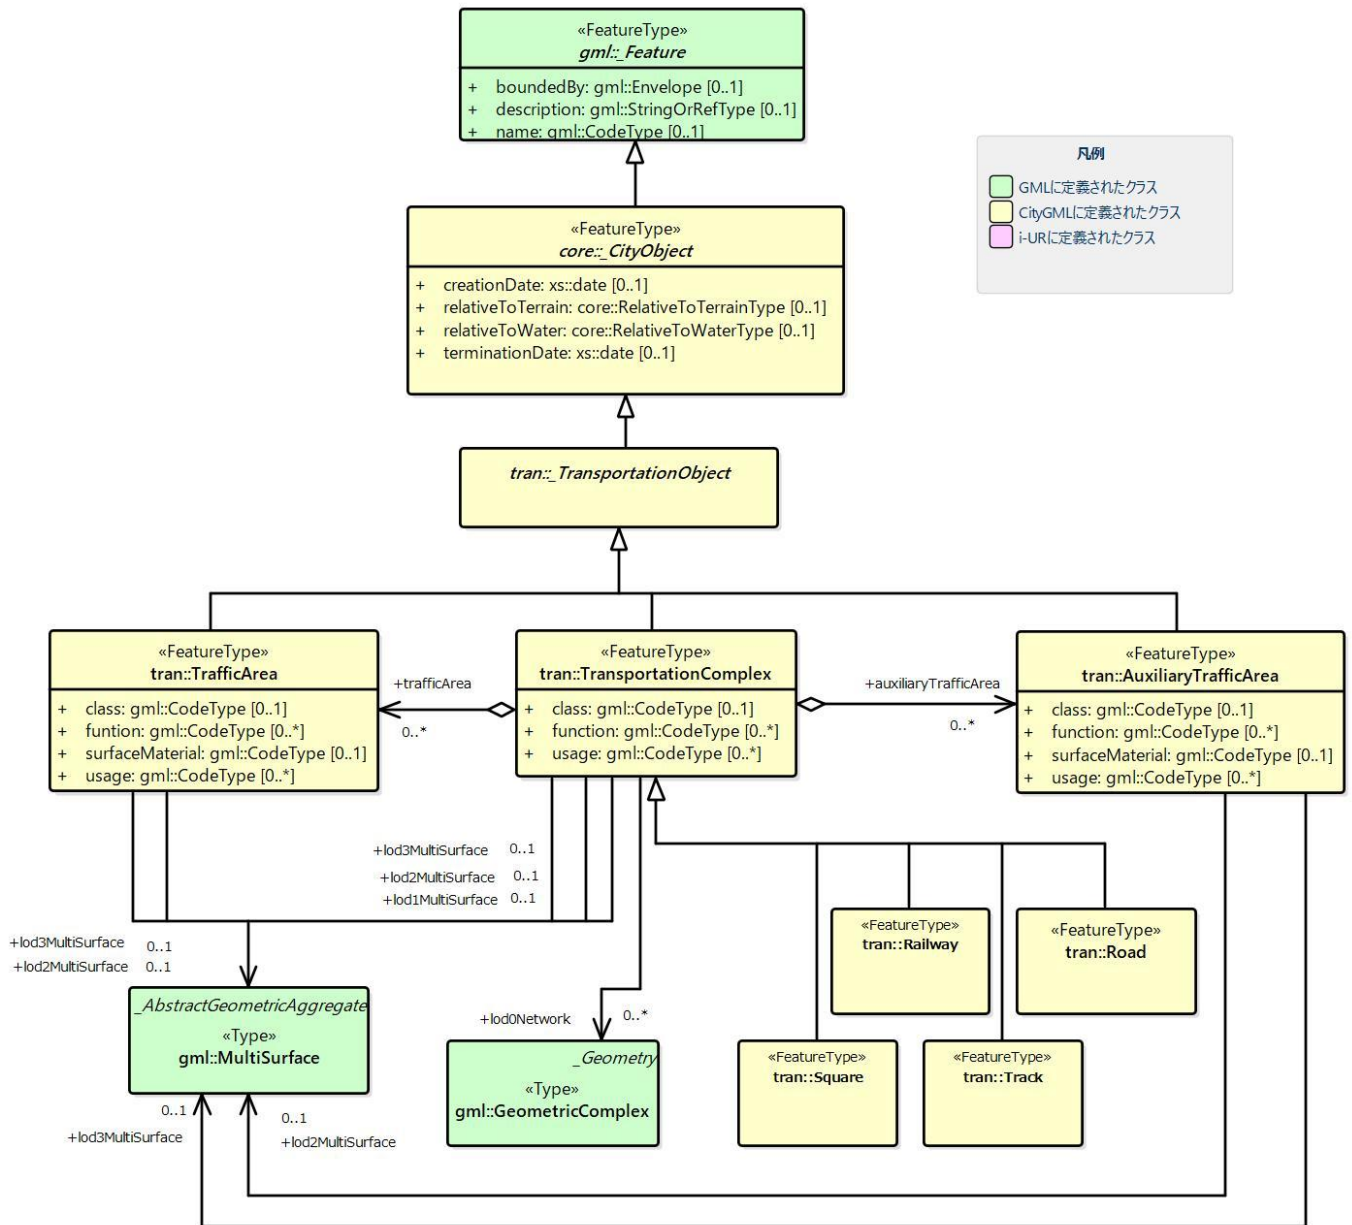 «FeatureType»
gml::_Feature
+ boundedBy: gml::Envelope [0..1]
+ description: gml::StringOrRefType [0..1]
+ name: gml::CodeType [0..1]
凡例
GMLに定義されたクラス
CityGMLに定義されたクラス
i-URに定義されたクラス
«FeatureType»
core::_CityObject
+ creationDate: xs::date [0..1]
+ relativeToTerrain: core::RelativeToTerrainType [0..1]
+ relativeToWater: core::RelativeToWaterType [0..1]
+ terminationDate: xs::date [0..1]
tran::_TransportationObject
«FeatureType»
tran::TrafficArea
+ class: gml::CodeType [0..1]
+ funtion: gml::CodeType [0..*]
+ surfaceMaterial: gml::CodeType [0..1]
+ usage: gml::CodeType [0..*]
+trafficArea
0..*
«FeatureType»
tran::TransportationComplex
+ class: gml::CodeType [0..1]
+ function: gml::CodeType [0..*]
+ usage: gml::CodeType [0..*]
+auxiliaryTrafficArea
0..*
«FeatureType»
tran::AuxiliaryTrafficArea
+ class: gml::CodeType [0..1]
+ function: gml::CodeType [0..*]
+ surfaceMaterial: gml::CodeType [0..1]
+ usage: gml::CodeType [0..*]
+lod3MultiSurface 0..1
+lod2MultiSurface 0..1
+lod1MultiSurface 0..1
+lod3MultiSurface 0..1
+lod2MultiSurface 0..1
«FeatureType»
tran::Railway
«FeatureType»
tran::Road
_AbstractGeometricAggregate
«Type»
gml::MultiSurface
+lod0Network 0..*
_Geometry
«Type»
gml::GeometricComplex
«FeatureType»
tran::Square
«FeatureType»
tran::Track
0..1
+lod3MultiSurface
0..1
+lod2MultiSurface